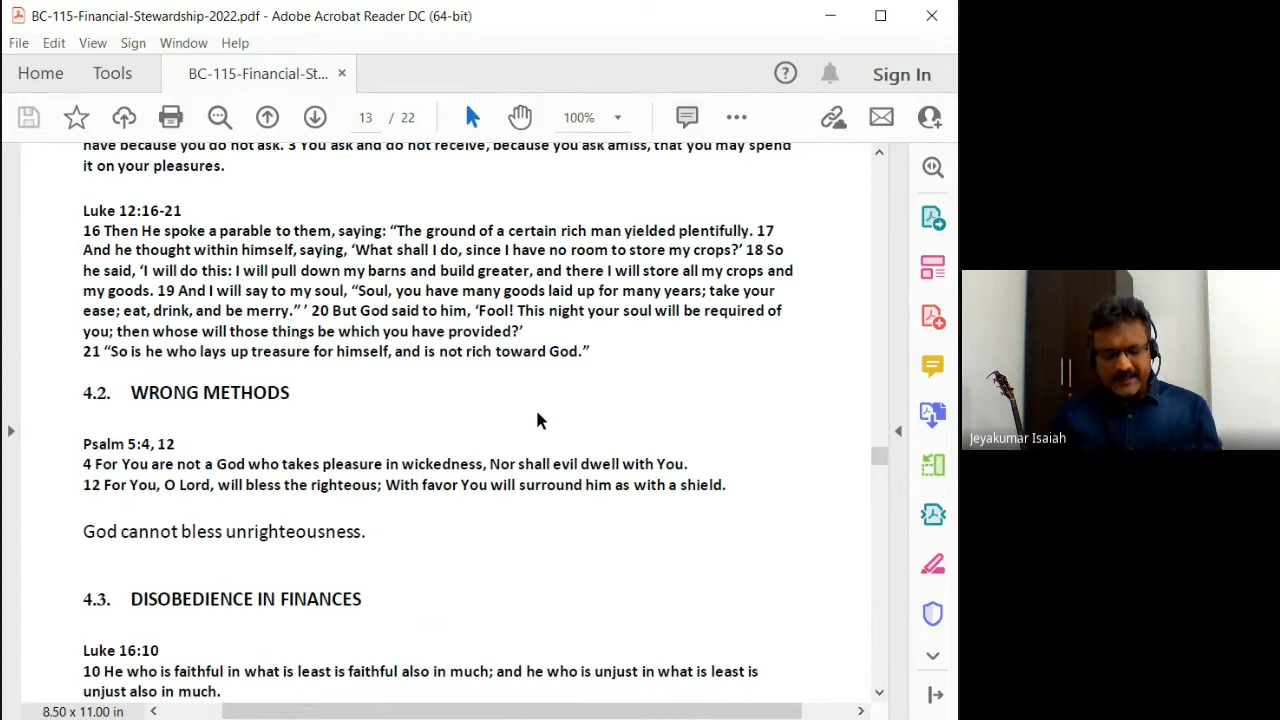 BC-115-Financial-Stewardship-2022.pdf - Adobe Acrobat Reader DC (64-bit)
File Edit View Sign Window Help
Home Tools BC-115-Financial-St... Sign In
13 / 22 100%
have because you do not ask. 3 You ask and do not receive, because you ask amiss, that you may spend
it on your pleasures.
Luke 12:16-21
16 Then He spoke a parable to them, saying: “The ground of a certain rich man yielded plentifully. 17
And he thought within himself, saying, ‘What shall I do, since I have no room to store my crops?’ 18 So
he said, ‘I will do this: I will pull down my barns and build greater, and there I will store all my crops and
my goods. 19 And I will say to my soul, “Soul, you have many goods laid up for many years; take your
ease; eat, drink, and be merry.” ’ 20 But God said to him, ‘Fool! This night your soul will be required of
you; then whose will those things be which you have provided?’
21 “So is he who lays up treasure for himself, and is not rich toward God.”
4.2. WRONG METHODS
Psalm 5:4, 12
4 For You are not a God who takes pleasure in wickedness, Nor shall evil dwell with You.
12 For You, O Lord, will bless the righteous; With favor You will surround him as with a shield.
God cannot bless unrighteousness.
4.3. DISOBEDIENCE IN FINANCES
Luke 16:10
10 He who is faithful in what is least is faithful also in much; and he who is unjust in what is least is
unjust also in much.
8.50 x 11.00 in
Jeyakumar Isaiah